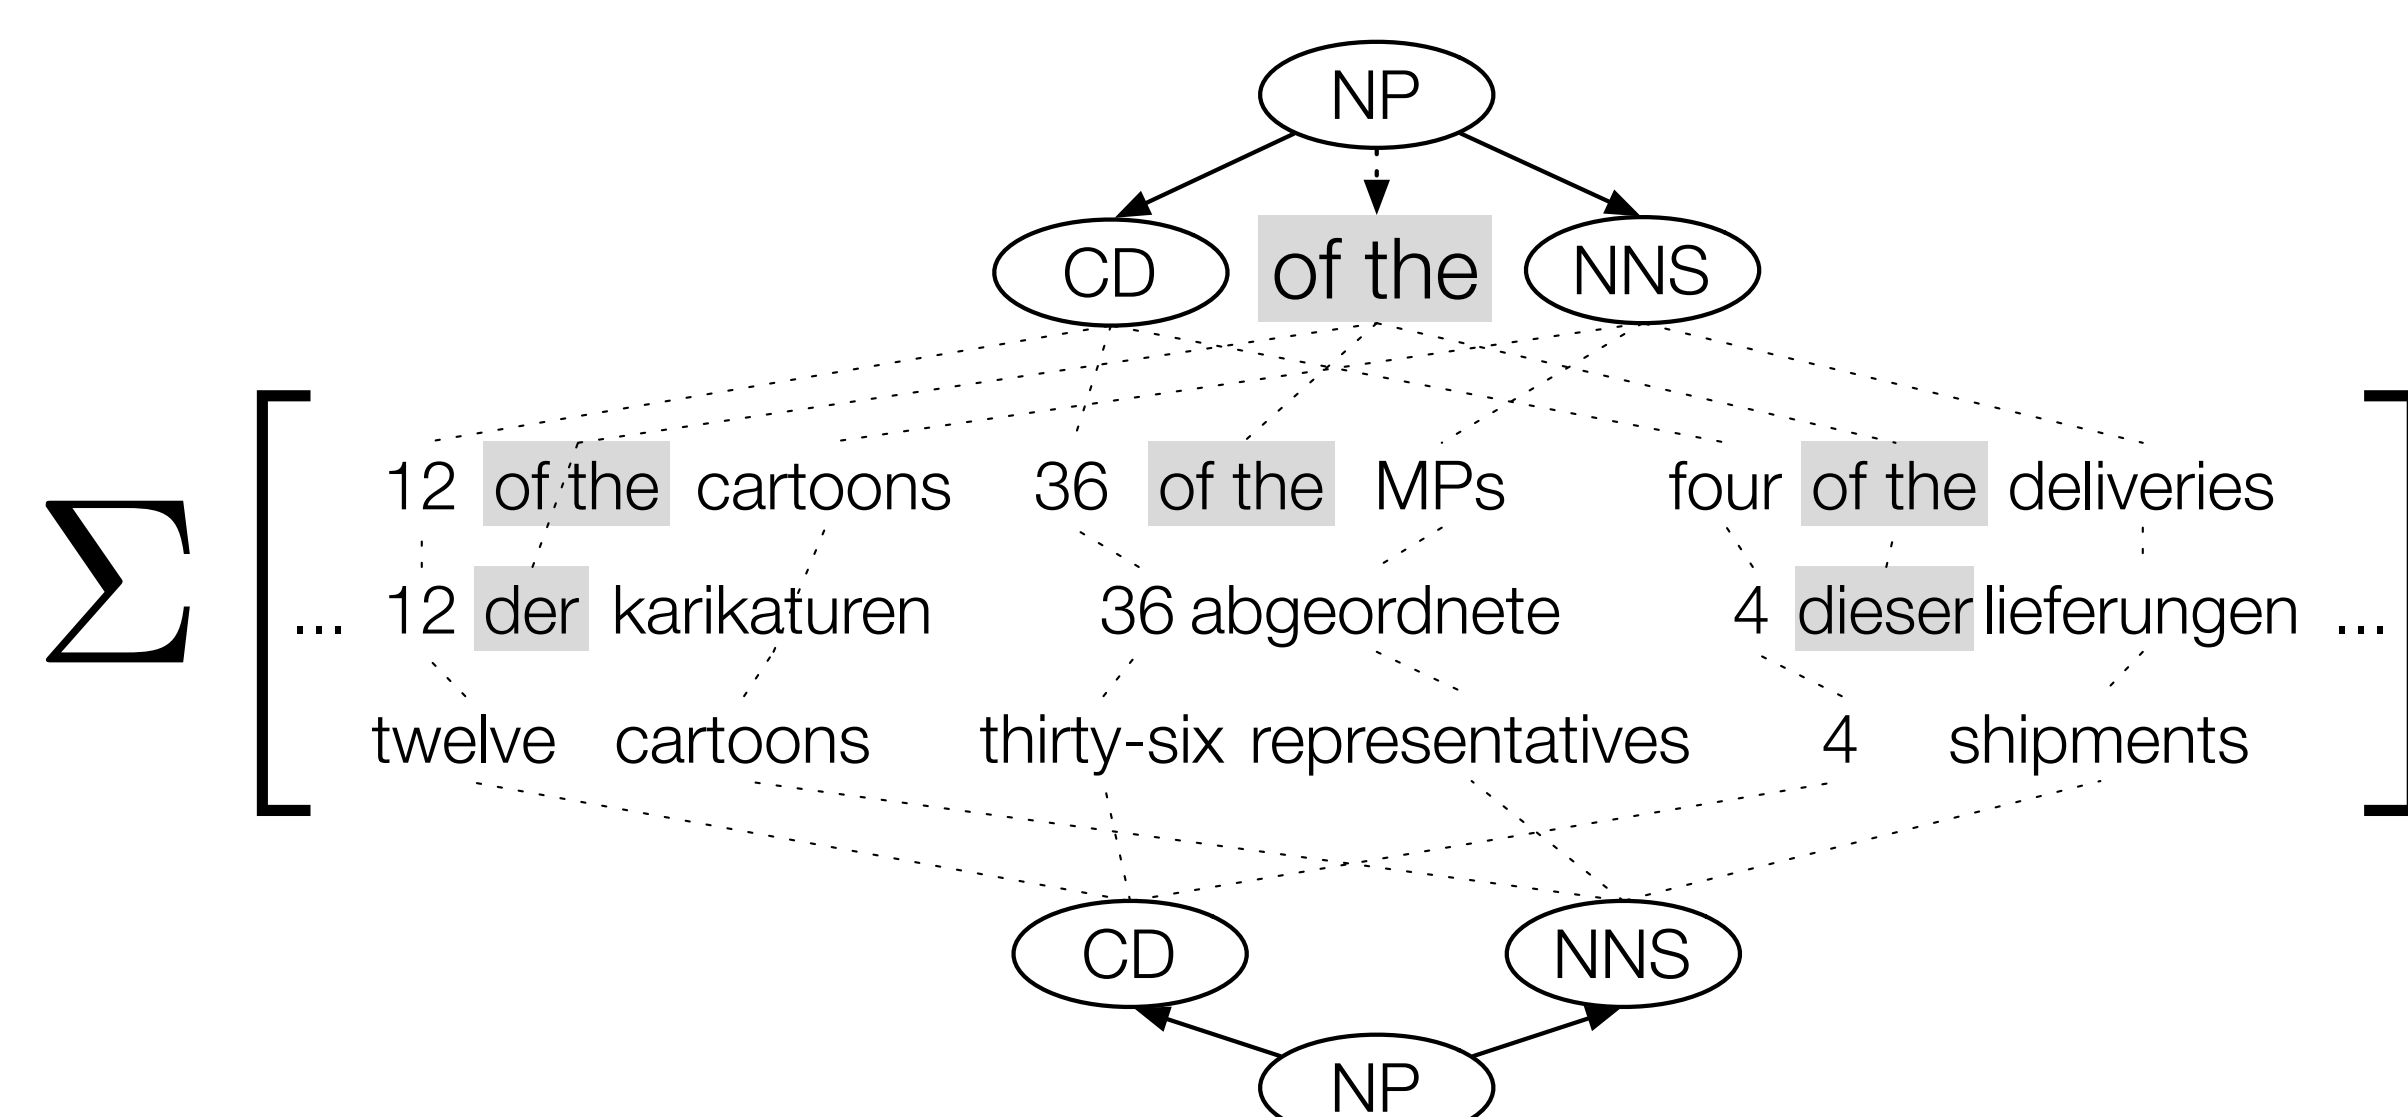 NP
CD of the NNS
12 of the cartoons 36 of the MPs four of the deliveries
Σ [ ... 12 der karikaturen 36 abgeordnete 4 dieser lieferungen ... ]
twelve cartoons thirty-six representatives 4 shipments
CD NNS
NP